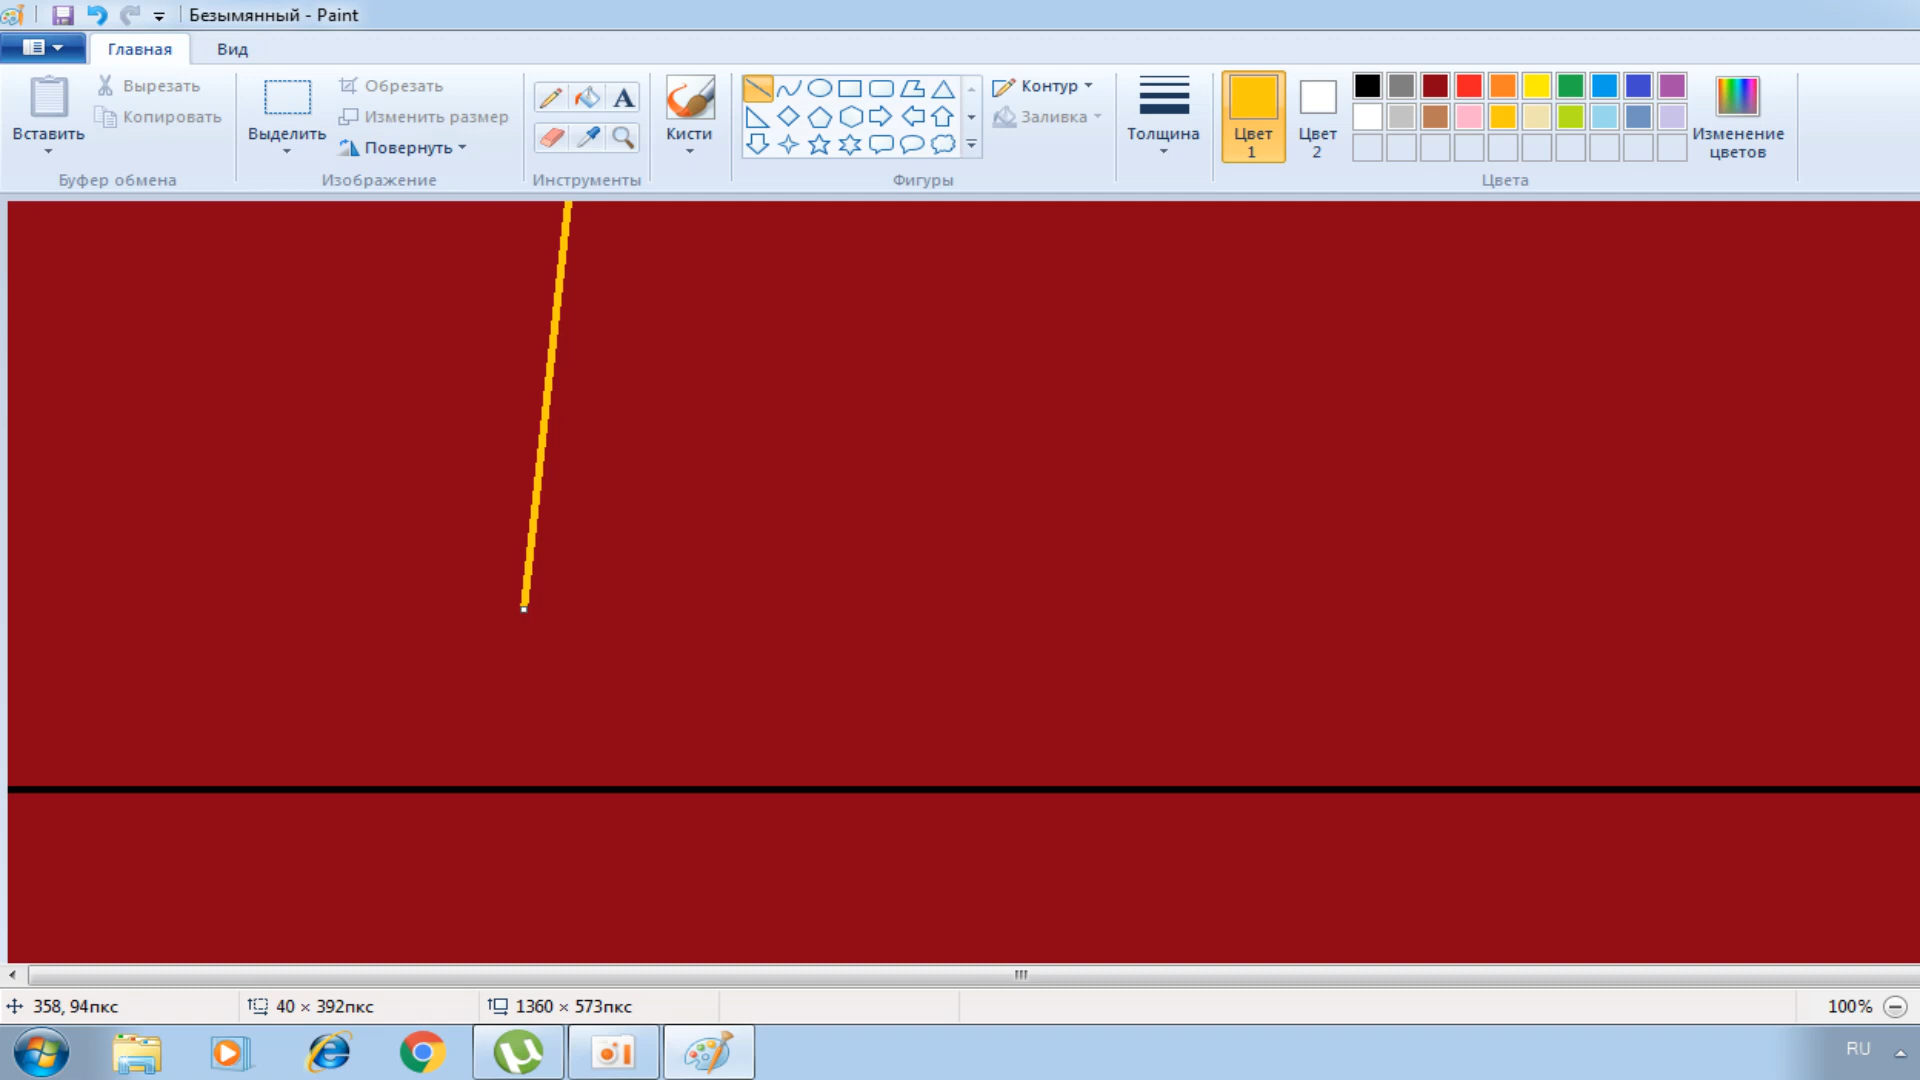 Безымянный - Paint
Главная
Вид
Вставить
Вырезать
Копировать
Буфер обмена
Выделить
Обрезать
Изменить размер
Повернуть
Изображение
A
Инструменты
Кисти
Фигуры
Контур
Заливка
Толщина
Цвет
1
Цвет
2
Изменение
цветов
Цвета
358, 94пкс
40 × 392пкс
1360 × 573пкс
100%
RU